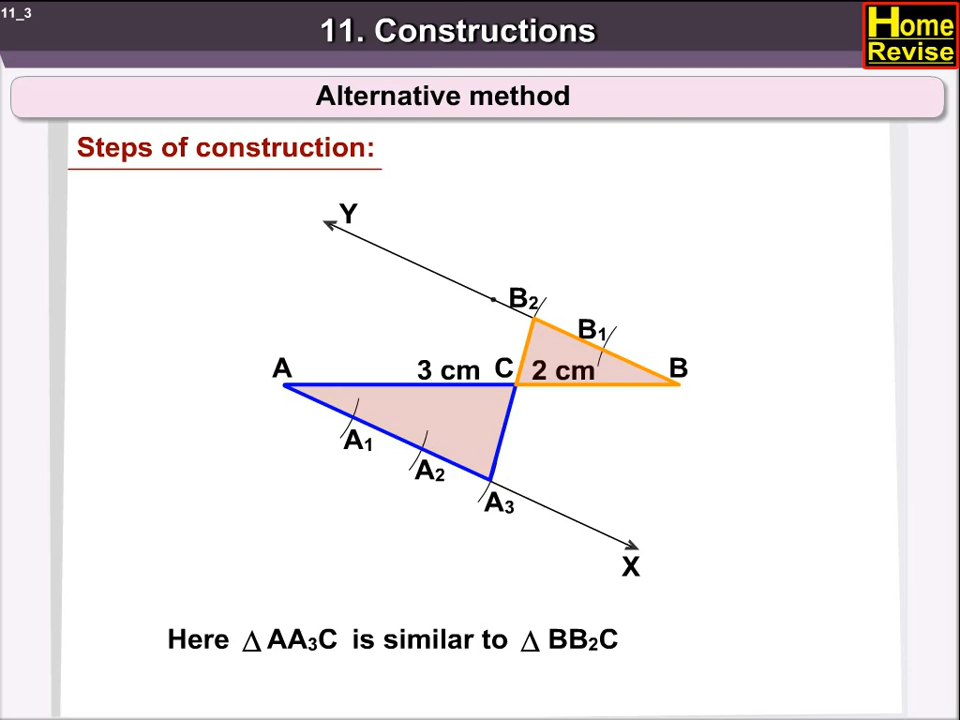 11_3
11. Constructions
Home
Revise
Alternative method
Steps of construction:
Y
B₂
B₁
A
3 cm C 2 cm
B
A₁
A₂
A₃
X
Here △ AA₃C is similar to △ BB₂C